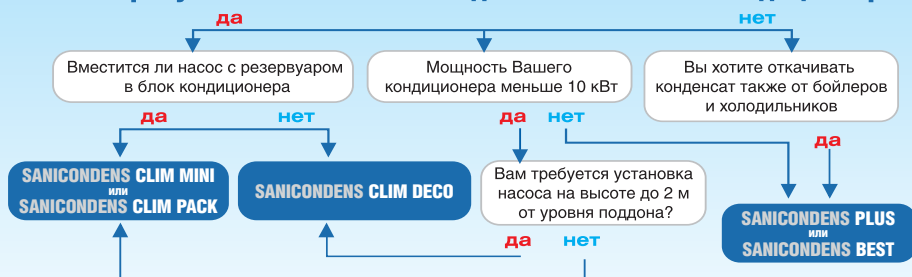 да
нет
Вместится ли насос с резервуаром
в блок кондиционера
Мощность Вашего
кондиционера меньше 10 кВт
Вы хотите откачивать
конденсат также от бойлеров
и холодильников
да
нет
да
нет
да
SANICONDENS CLIM MINI
или
SANICONDENS CLIM PACK
SANICONDENS CLIM DECO
Вам требуется установка
насоса на высоте до 2 м
от уровня поддона?
SANICONDENS PLUS
или
SANICONDENS BEST
да
нет